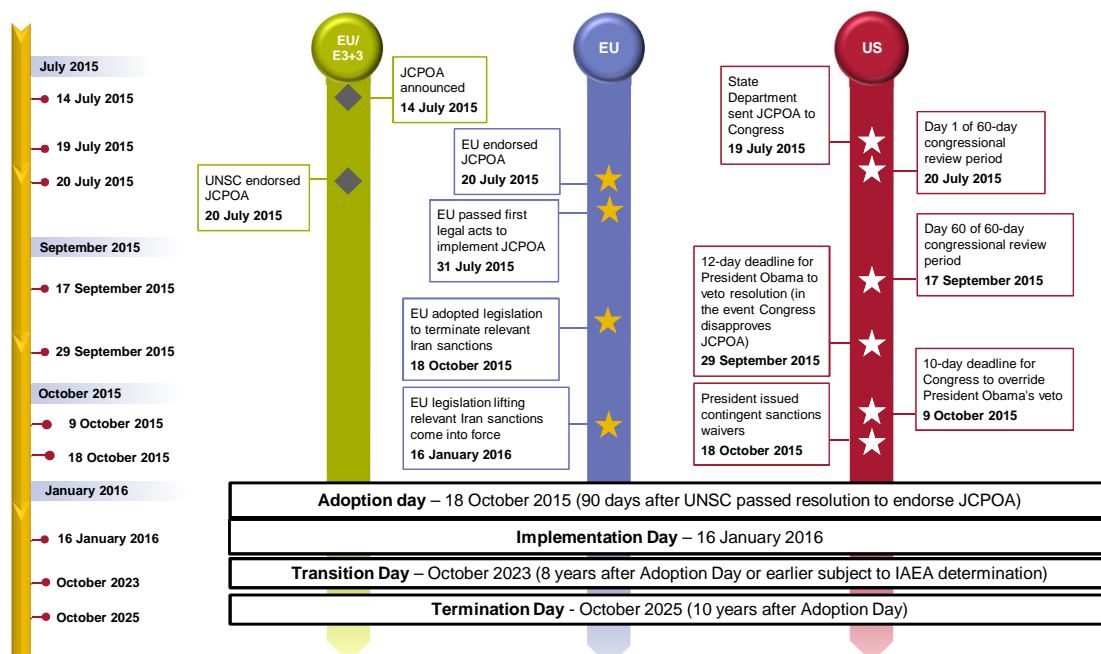 July 2015
14 July 2015
19 July 2015
20 July 2015
September 2015
17 September 2015
29 September 2015
October 2015
9 October 2015
18 October 2015
January 2016
16 January 2016
October 2023
October 2025
EU/
E3+3
JCPOA
announced
14 July 2015
UNSC endorsed
JCPOA
20 July 2015
EU
EU endorsed
JCPOA
20 July 2015
EU passed first
legal acts to
implement JCPOA
31 July 2015
EU adopted legislation
to terminate relevant
Iran sanctions
18 October 2015
EU legislation lifting
relevant Iran sanctions
come into force
16 January 2016
US
State
Department
sent JCPOA to
Congress
19 July 2015
Day 1 of 60-day
congressional
review period
20 July 2015
Day 60 of 60-day
congressional review
period
17 September 2015
12-day deadline for
President Obama to
veto resolution (in
the event Congress
disapproves
JCPOA)
29 September 2015
10-day deadline for
Congress to override
President Obama's veto
9 October 2015
President issued
contingent sanctions
waivers
18 October 2015
Adoption day – 18 October 2015 (90 days after UNSC passed resolution to endorse JCPOA)
Implementation Day – 16 January 2016
Transition Day – October 2023 (8 years after Adoption Day or earlier subject to IAEA determination)
Termination Day - October 2025 (10 years after Adoption Day)